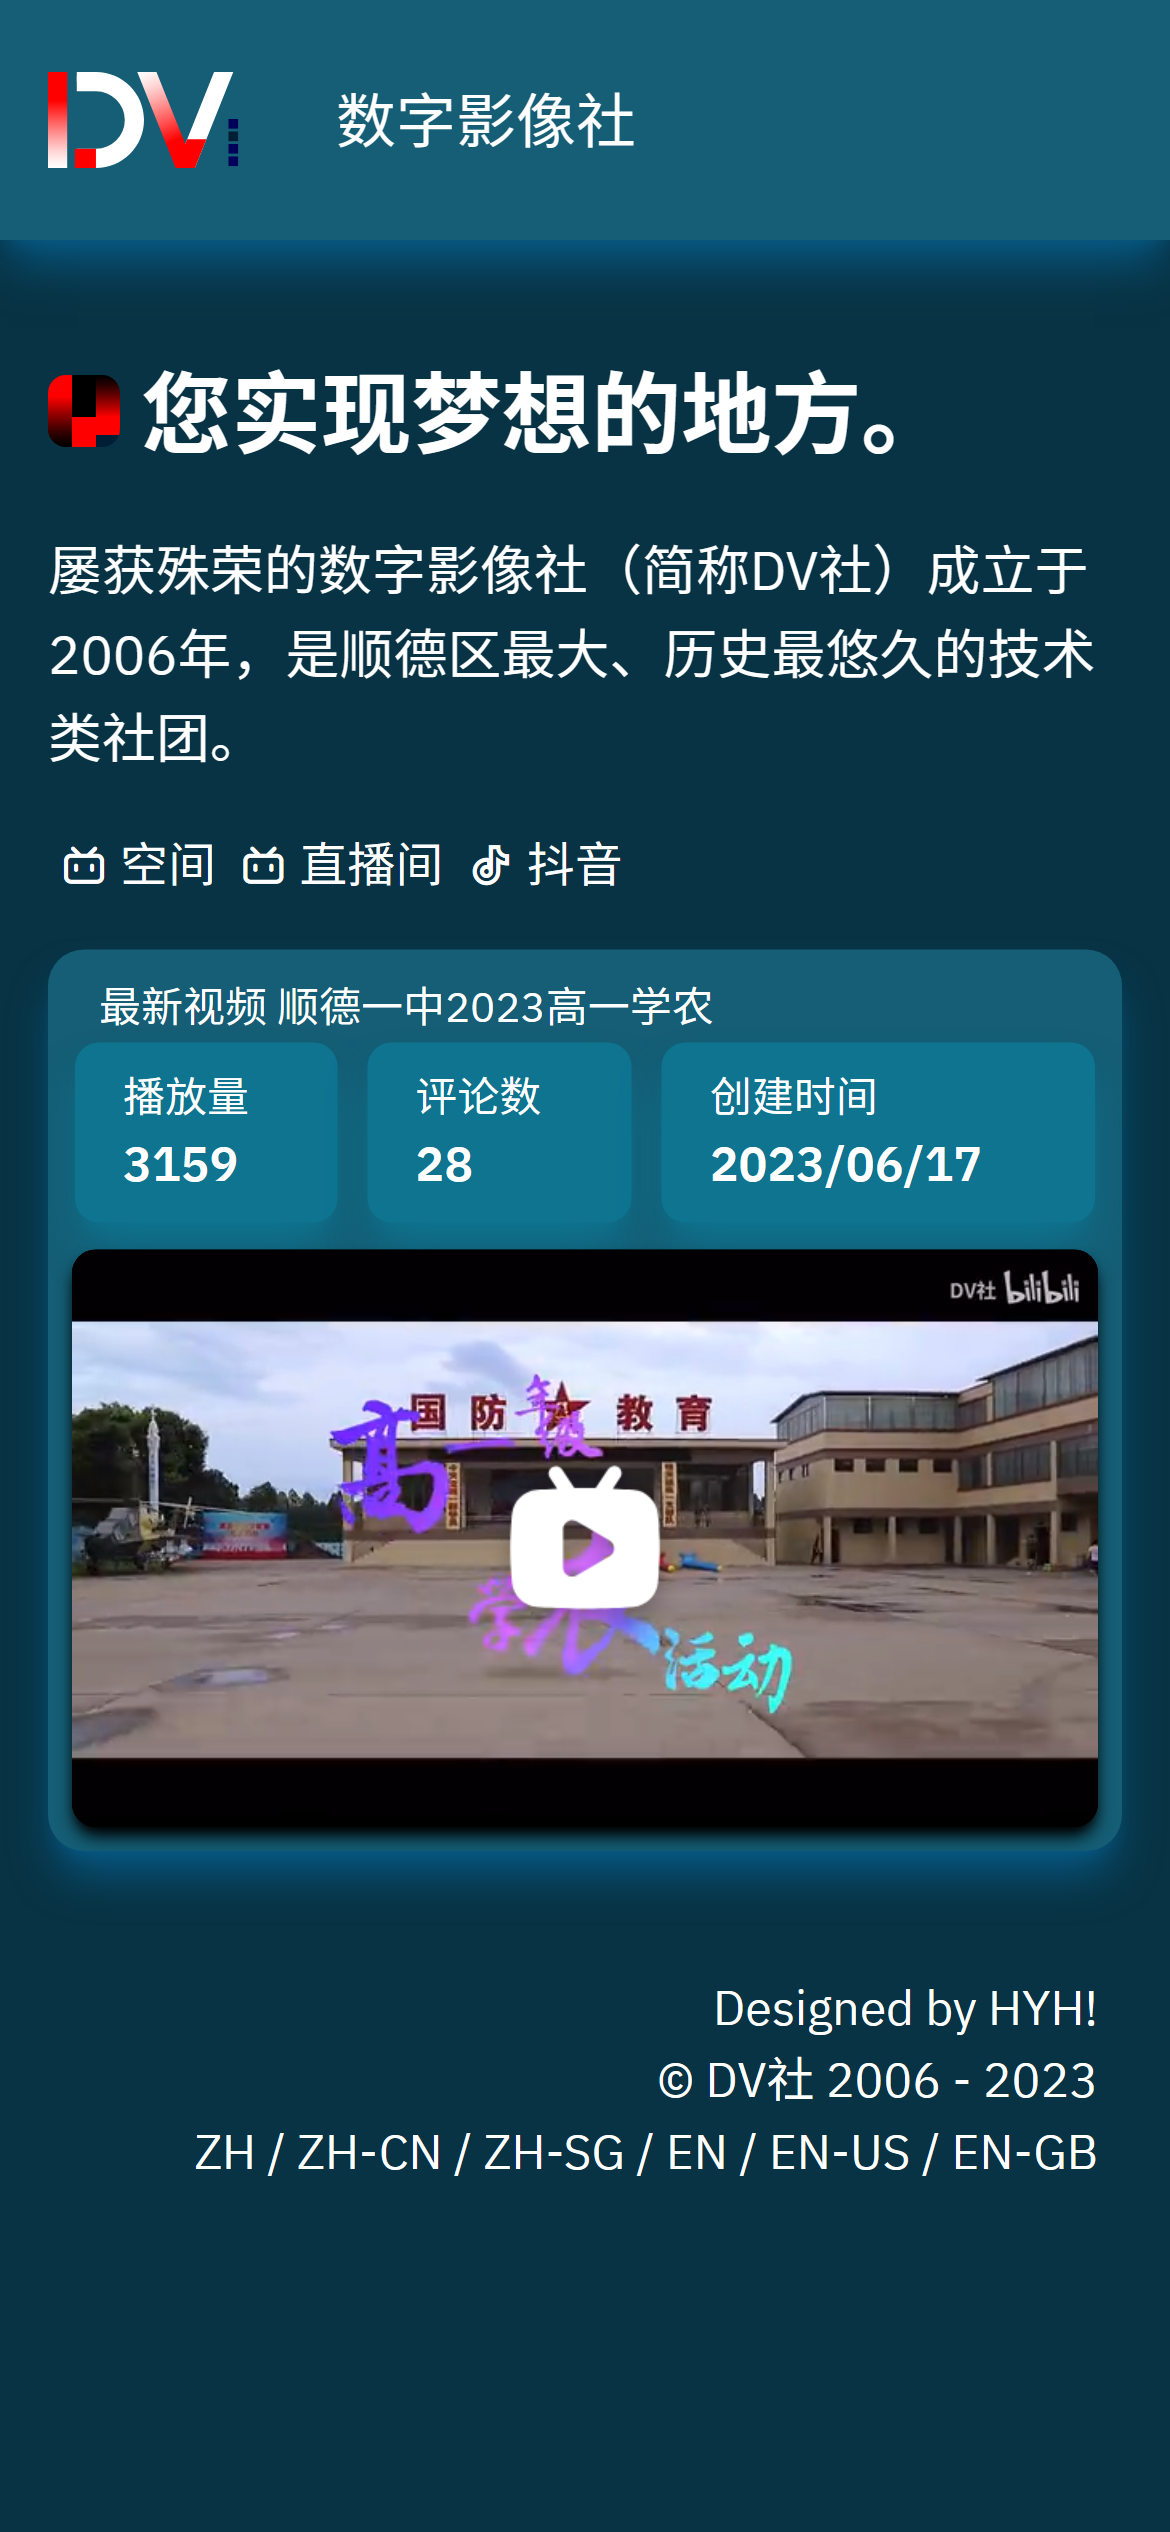 DV
数字影像社
您实现梦想的地方。
屡获殊荣的数字影像社（简称DV社）成立于
2006年，是顺德区最大、历史最悠久的技术
类社团。
空间 直播间 抖音
最新视频 顺德一中2023高一学农
播放量 评论数 创建时间
3159 28 2023/06/17
DV社 bilibili
国防教育
高一年级
学农活动
Designed by HYH!
© DV社 2006 - 2023
ZH / ZH-CN / ZH-SG / EN / EN-US / EN-GB